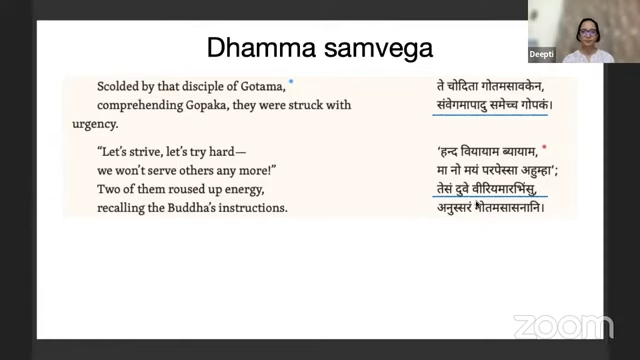 Dhamma samvega
Deepti
Scolded by that disciple of Gotama,
comprehending Gopaka, they were struck with
urgency.
“Let’s strive, let’s try hard—
we won’t serve others any more!”
Two of them roused up energy,
recalling the Buddha’s instructions.
ते चोदिता गोतमसावकेन,
संवेगमापादु समेच्च गोपकं।
‘हन्द वियायाम ब्यायाम,
मा नो मयं परपेस्सा अहुम्हा’;
तेसं दुवे वीरियमारभिंसु,
अनुस्सरं गोतमसासनानि।
zoom